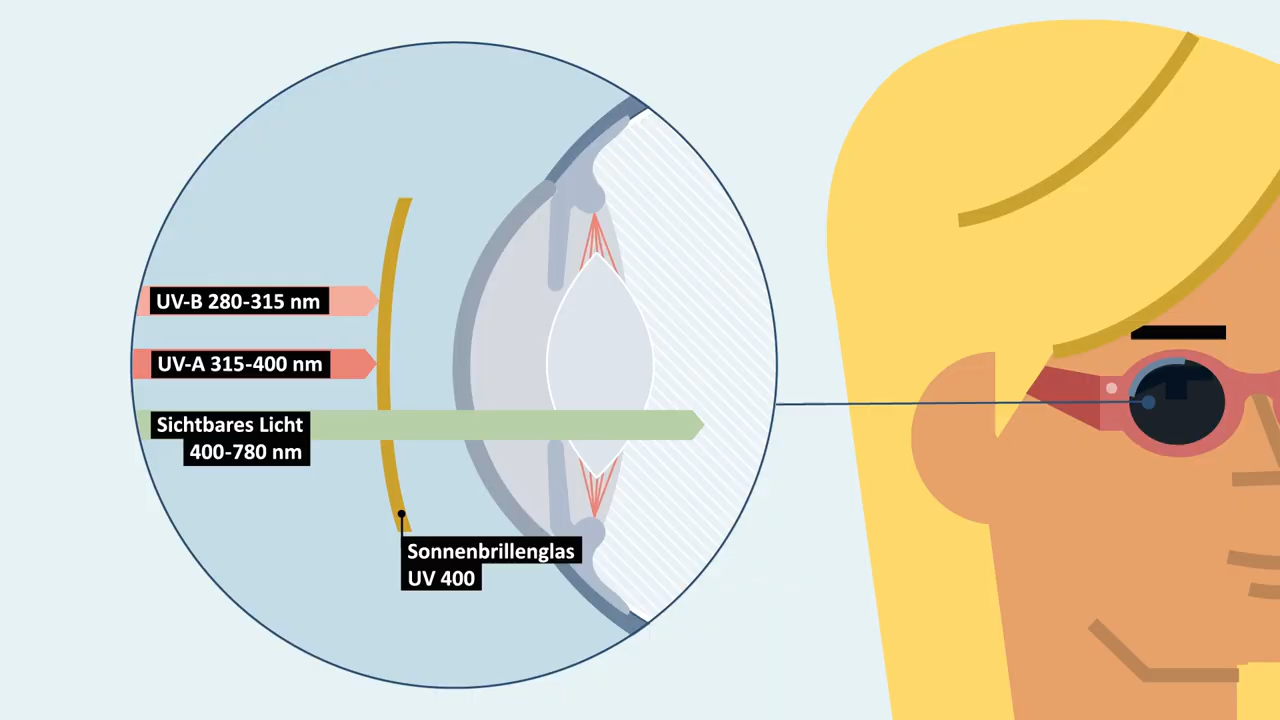 UV-B 280-315 nm
UV-A 315-400 nm
Sichtbares Licht
400-780 nm
Sonnenbrillenglas
UV 400